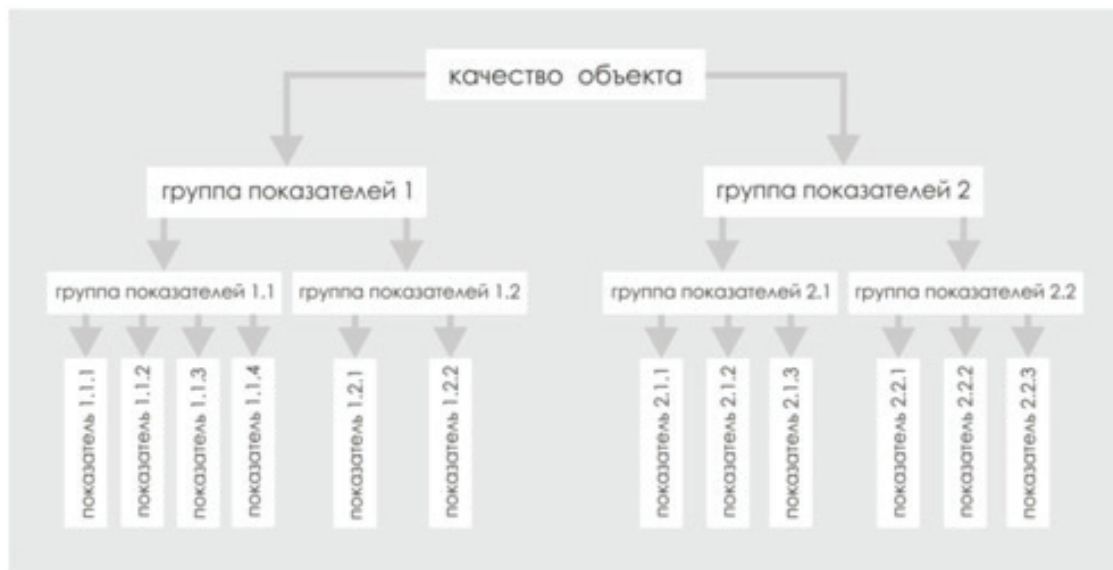 качество объекта
группа показателей 1
группа показателей 2
группа показателей 1.1
группа показателей 1.2
группа показателей 2.1
группа показателей 2.2
показатель 1.1.1
показатель 1.1.2
показатель 1.1.3
показатель 1.1.4
показатель 1.2.1
показатель 1.2.2
показатель 2.1.1
показатель 2.1.2
показатель 2.1.3
показатель 2.2.1
показатель 2.2.2
показатель 2.2.3